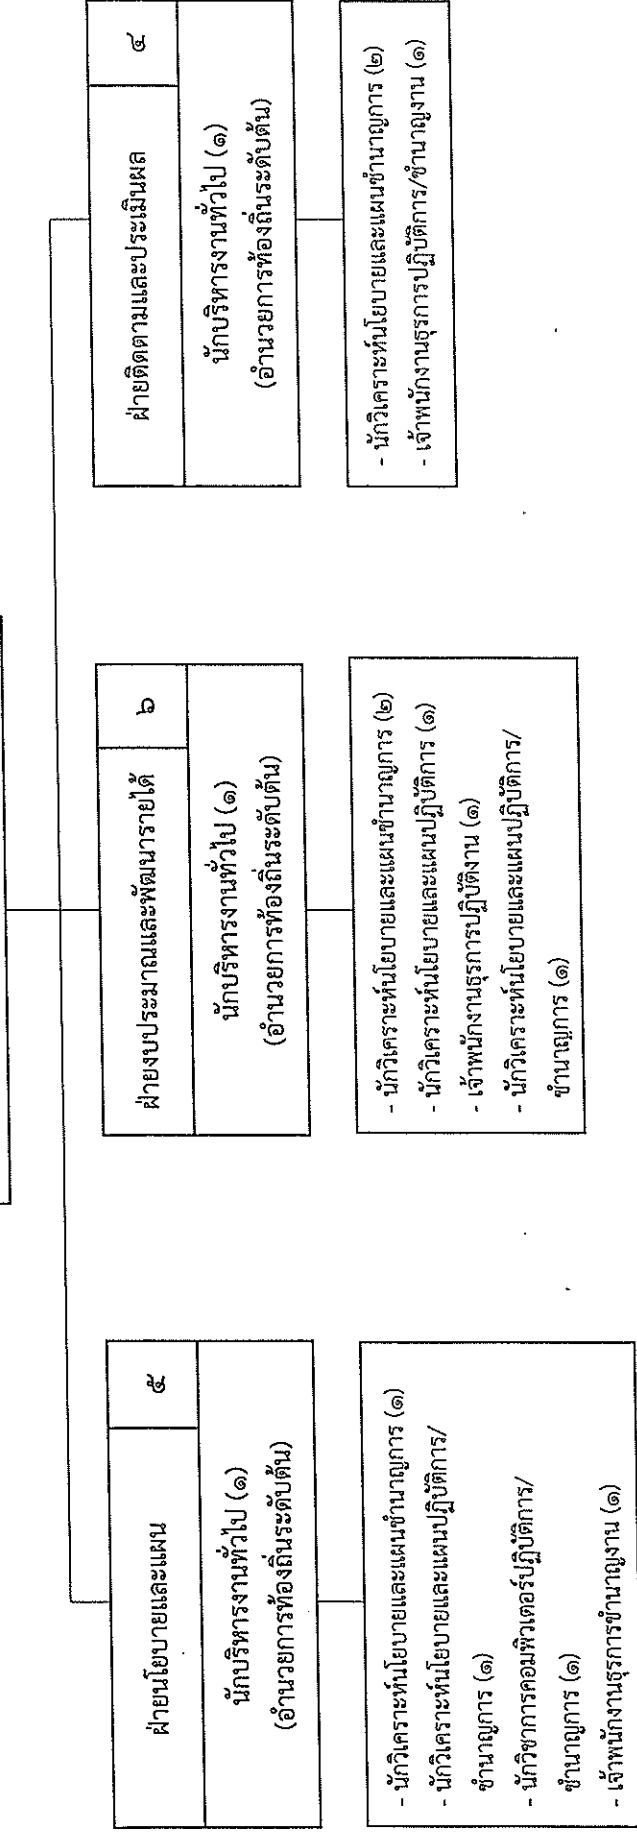 ฝ่ายนโยบายและแผน
๕
นักบริหารงานทั่วไป (๑)
(อำนวยการท้องถิ่นระดับต้น)
- นักวิเคราะห์นโยบายและแผนชำนาญการ (๑)
- นักวิเคราะห์นโยบายและแผนปฏิบัติการ/
ชำนาญการ (๑)
- นักวิชาการคอมพิวเตอร์ปฏิบัติการ/
ชำนาญการ (๑)
- เจ้าพนักงานธุรการชำนาญงาน (๑)
ฝ่ายงบประมาณและพัฒนารายได้
๖
นักบริหารงานทั่วไป (๑)
(อำนวยการท้องถิ่นระดับต้น)
- นักวิเคราะห์นโยบายและแผนชำนาญการ (๒)
- นักวิเคราะห์นโยบายและแผนปฏิบัติการ (๑)
- เจ้าพนักงานธุรการปฏิบัติงาน (๑)
- นักวิเคราะห์นโยบายและแผนปฏิบัติการ/
ชำนาญการ (๑)
ฝ่ายติดตามและประเมินผล
๔
นักบริหารงานทั่วไป (๑)
(อำนวยการท้องถิ่นระดับต้น)
- นักวิเคราะห์นโยบายและแผนชำนาญการ (๒)
- เจ้าพนักงานธุรการปฏิบัติการ/ชำนาญงาน (๑)